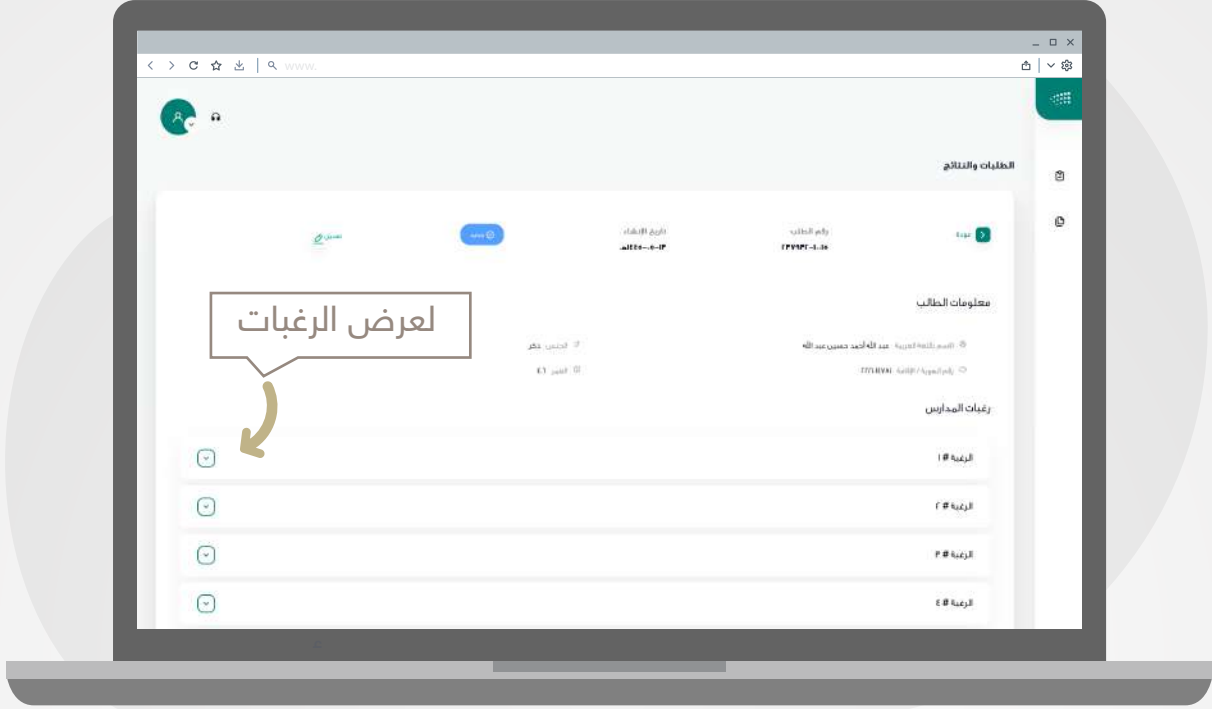 www.
الطلبات والنتائج
عودة
رقم الطلب
تاريخ الإنشاء
جديد
تعديل
لعرض الرغبات
معلومات الطالب
الاسم باللغة العربية عبد الله أحمد حسين عبد الله
الجنس ذكر
رقم الهوية / الإقامة
العمر
رغبات المدارس
الرغبة # ١
الرغبة # ٢
الرغبة # ٣
الرغبة # ٤